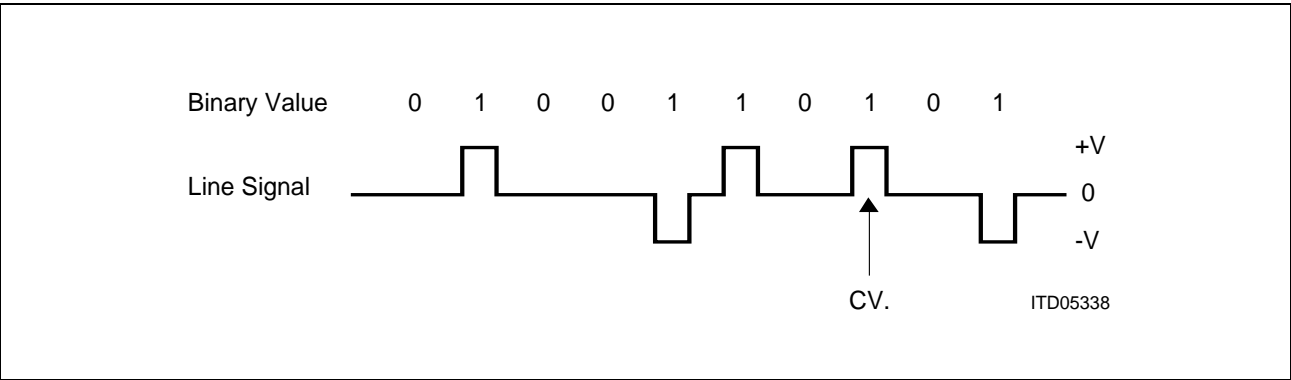 Binary Value 0 1 0 0 1 1 0 1 0 1
+V
Line Signal 0
-V
CV. ITD05338